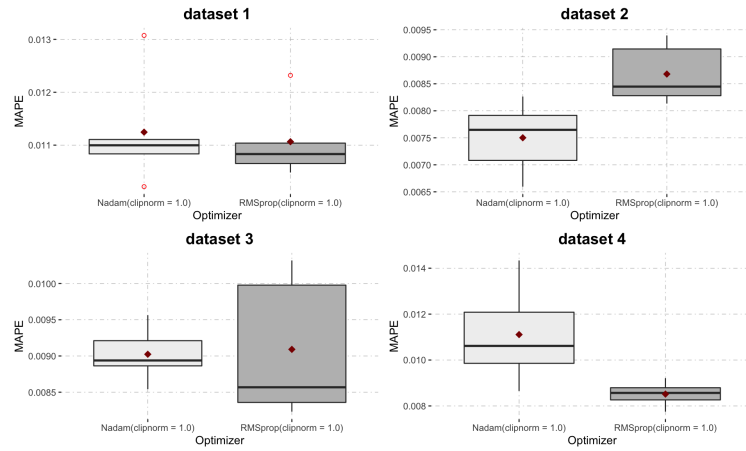 dataset 1
MAPE
0.013
0.012
0.011
Nadam(clipnorm = 1.0) RMSprop(clipnorm = 1.0)
Optimizer
dataset 2
MAPE
0.0095
0.0090
0.0085
0.0080
0.0075
0.0070
0.0065
Nadam(clipnorm = 1.0) RMSprop(clipnorm = 1.0)
Optimizer
dataset 3
MAPE
0.0100
0.0095
0.0090
0.0085
Nadam(clipnorm = 1.0) RMSprop(clipnorm = 1.0)
Optimizer
dataset 4
MAPE
0.014
0.012
0.010
0.008
Nadam(clipnorm = 1.0) RMSprop(clipnorm = 1.0)
Optimizer